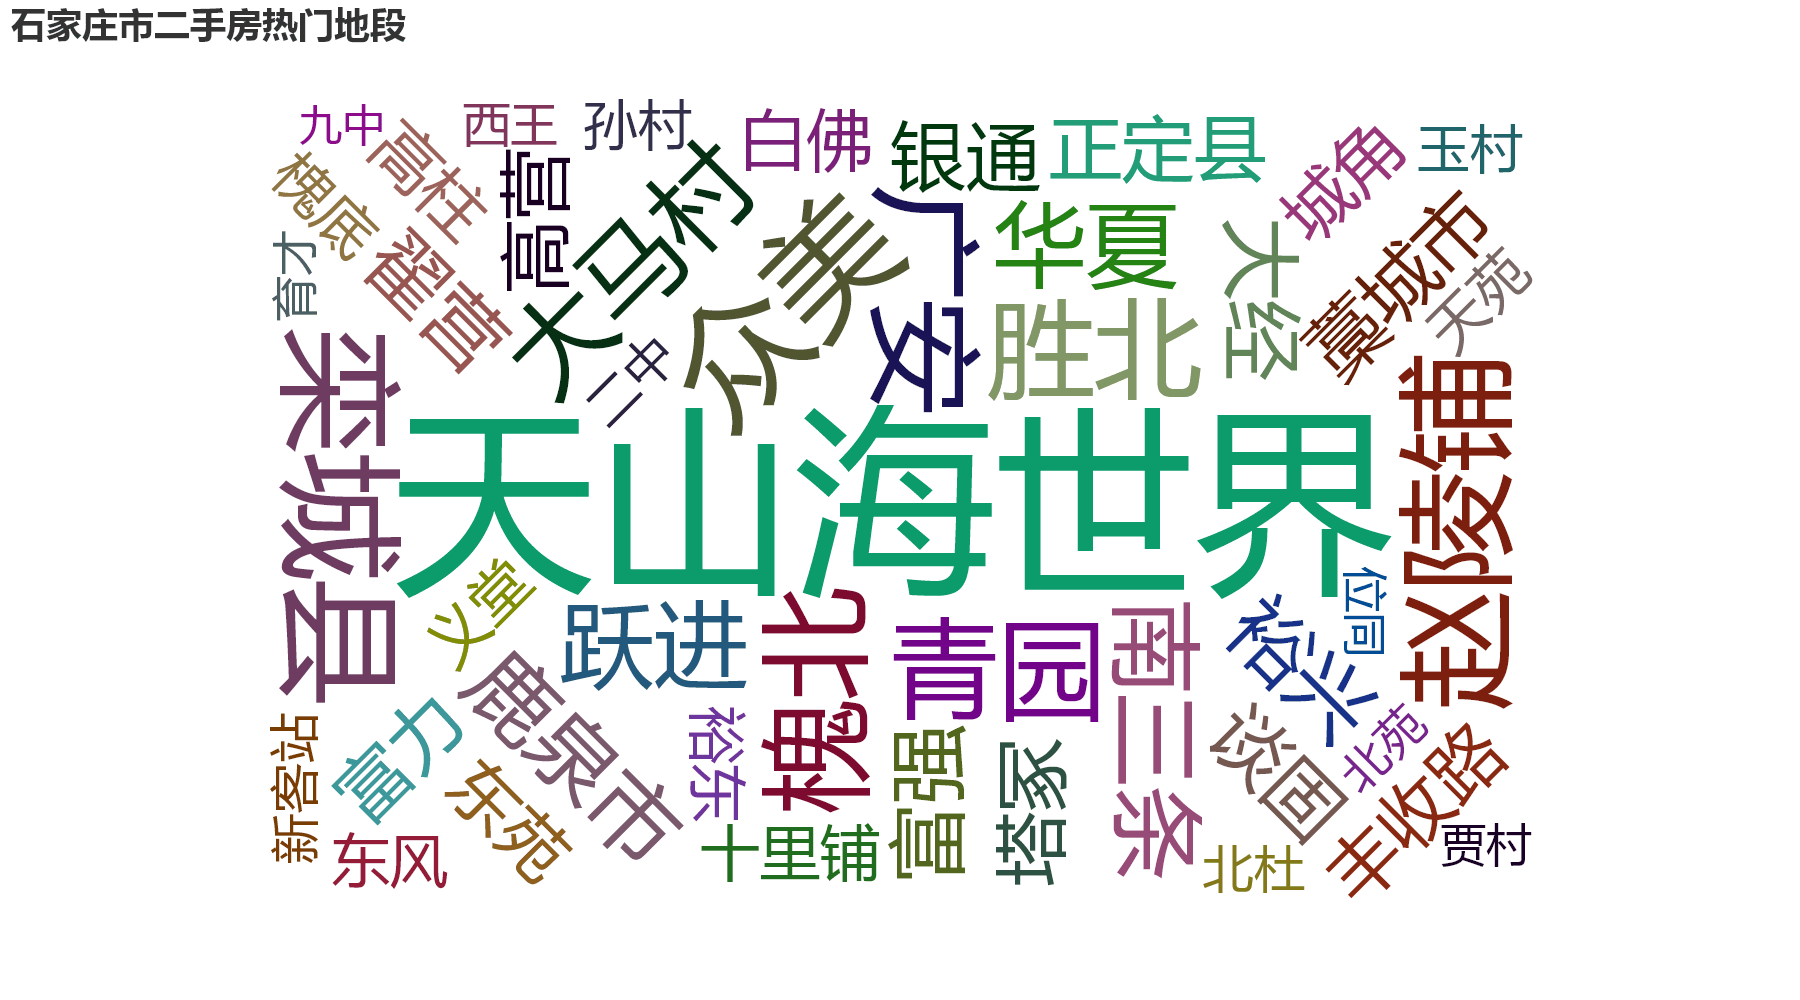 石家庄市二手房热门地段
九中
西王
孙村
白佛
银通
正定县
城角
玉村
槐底
高柱
高营
大马村
众美
广安
华夏
大经
藁城市
天苑
育才
翟营
二中
胜北
栾城县
天山海世界
赵陵铺
义堂
跃进
槐北
青园
南三条
裕兴
位同
鹿泉市
富力
新客站
东苑
裕东
富强
塔冢
谈固
北苑
丰收路
东风
十里铺
北杜
贾村